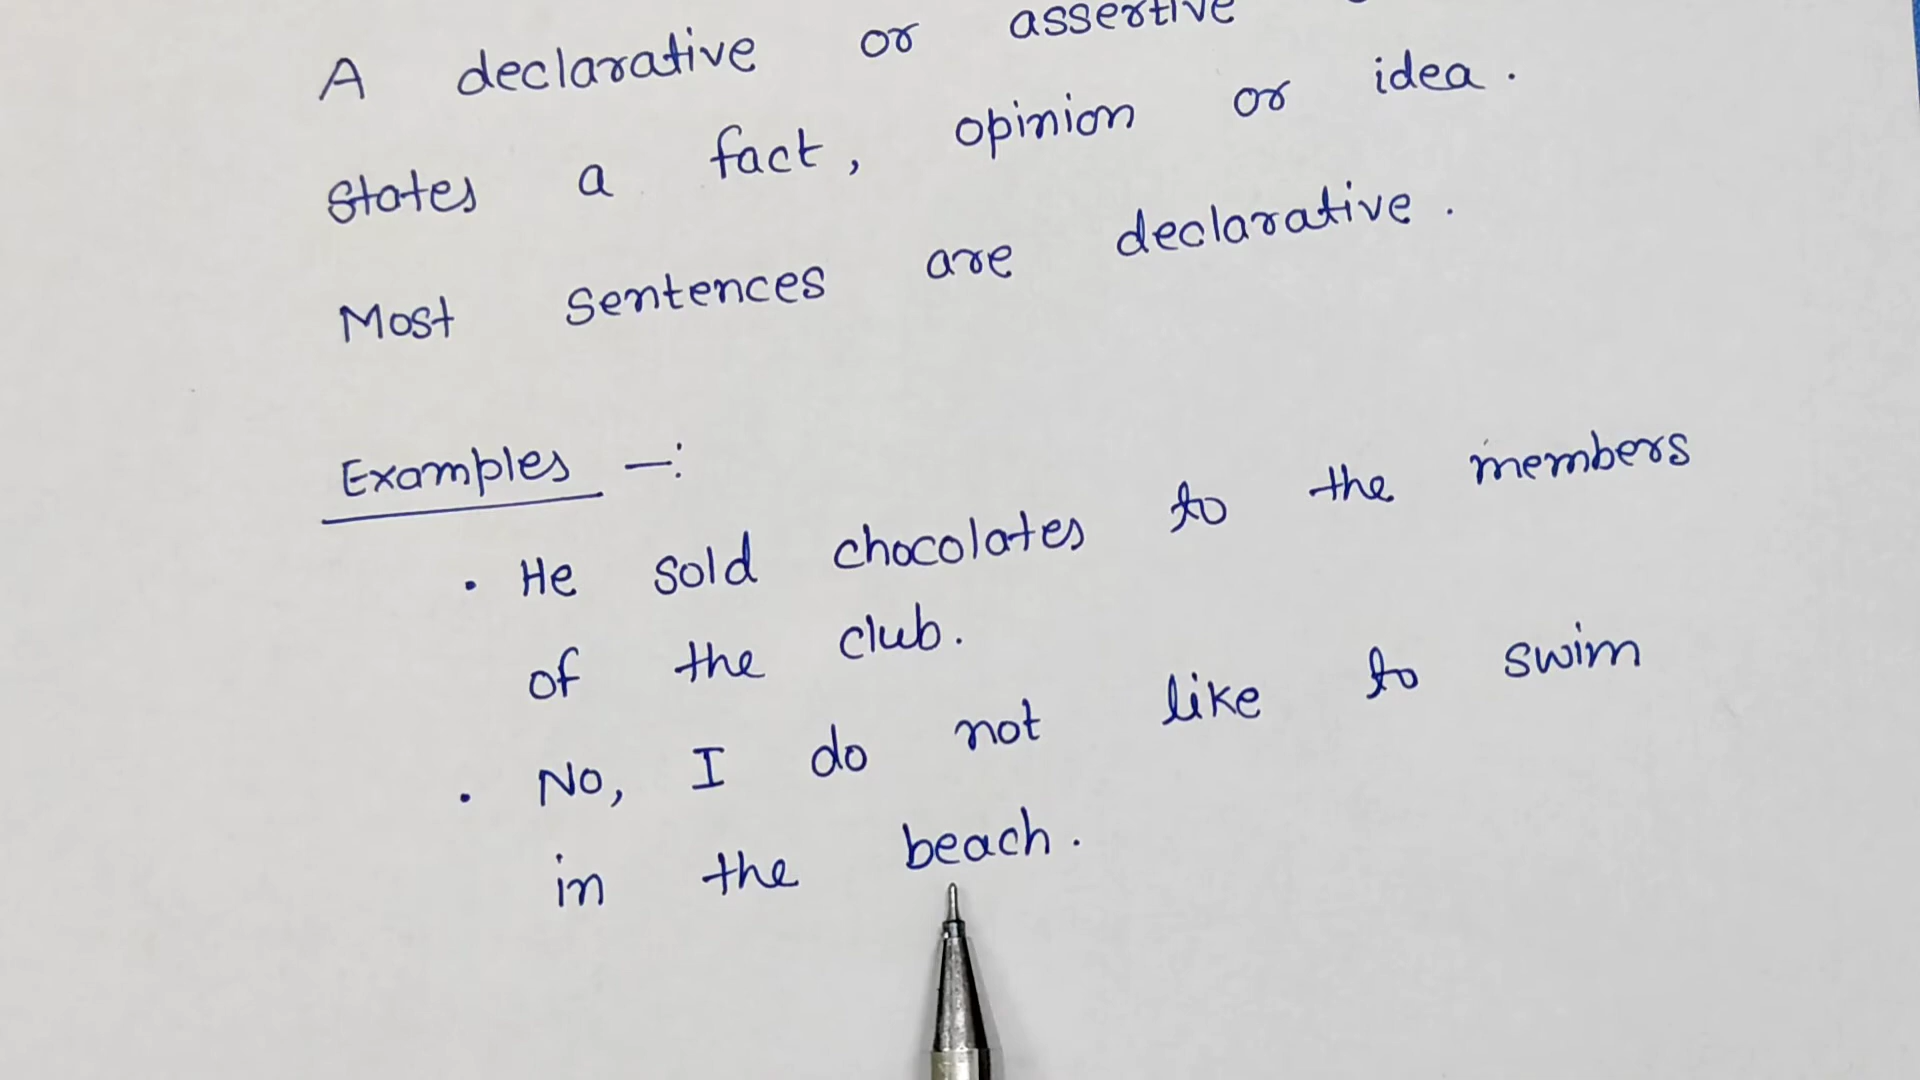 A declarative or assertive
states a fact, opinion or idea.
Most sentences are declarative.
Examples -:
• He sold chocolates to the members
of the club.
• No, I do not like to swim
in the beach.